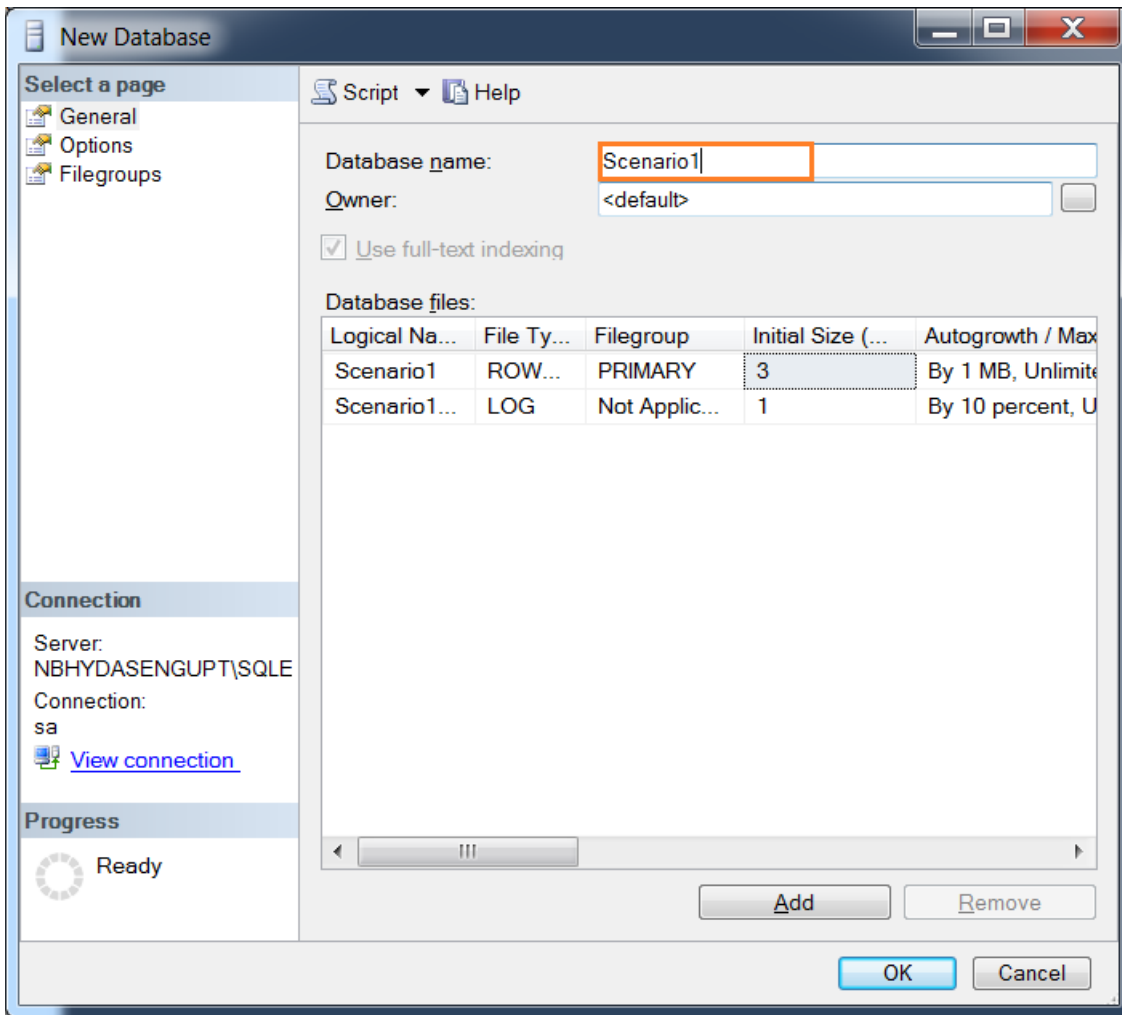 New Database
Select a page
General
Options
Filegroups
Connection
Server:
NBHYDASENGUPT\SQLE
Connection:
sa
View connection
Progress
Ready
Script Help
Database name: Scenario1
Owner: <default>
Use full-text indexing
Database files:
Logical Na... File Ty... Filegroup Initial Size (... Autogrowth / Max
Scenario1 ROW... PRIMARY 3 By 1 MB, Unlimite
Scenario1... LOG Not Applic... 1 By 10 percent, U
Add Remove
OK Cancel